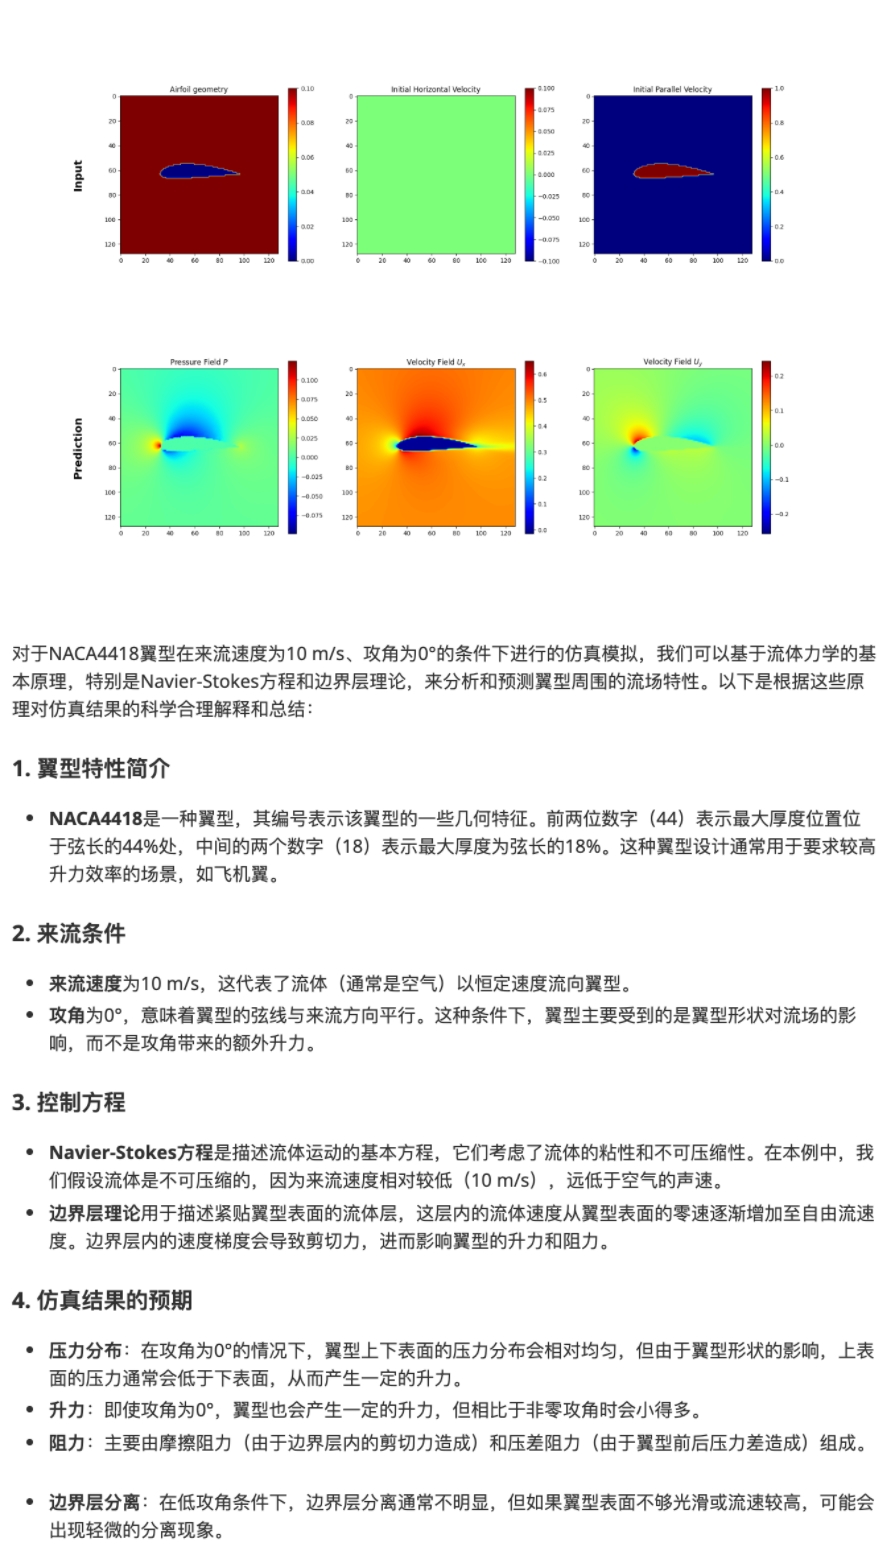 Airfoil geometry
Initial Horizontal Velocity
Initial Parallel Velocity
Input
0
20
40
60
80
100
120
0 20 40 60 80 100 120
0.10
0.08
0.06
0.04
0.02
0.00
0
20
40
60
80
100
120
0 20 40 60 80 100 120
0.100
0.075
0.050
0.025
0.000
−0.025
−0.050
−0.075
−0.100
0
20
40
60
80
100
120
0 20 40 60 80 100 120
1.0
0.8
0.6
0.4
0.2
0.0
Pressure Field P
Velocity Field Ux
Velocity Field Uy
Prediction
0
20
40
60
80
100
120
0 20 40 60 80 100 120
0.100
0.075
0.050
0.025
0.000
−0.025
−0.050
−0.075
0
20
40
60
80
100
120
0 20 40 60 80 100 120
0.6
0.5
0.4
0.3
0.2
0.1
0.0
0
20
40
60
80
100
120
0 20 40 60 80 100 120
0.2
0.1
0.0
−0.1
−0.2
对于NACA4418翼型在来流速度为10 m/s、攻角为0°的条件下进行的仿真模拟，我们可以基于流体力学的基
本原理，特别是Navier-Stokes方程和边界层理论，来分析和预测翼型周围的流场特性。以下是根据这些原
理对仿真结果的科学合理解释和总结：
1. 翼型特性简介
• NACA4418是一种翼型，其编号表示该翼型的一些几何特征。前两位数字（44）表示最大厚度位置位
于弦长的44%处，中间的两个数字（18）表示最大厚度为弦长的18%。这种翼型设计通常用于要求较高
升力效率的场景，如飞机翼。
2. 来流条件
• 来流速度为10 m/s，这代表了流体（通常是空气）以恒定速度流向翼型。
• 攻角为0°，意味着翼型的弦线与来流方向平行。这种条件下，翼型主要受到的是翼型形状对流场的影
响，而不是攻角带来的额外升力。
3. 控制方程
• Navier-Stokes方程是描述流体运动的基本方程，它们考虑了流体的粘性和不可压缩性。在本例中，我
们假设流体是不可压缩的，因为来流速度相对较低（10 m/s），远低于空气的声速。
• 边界层理论用于描述紧贴翼型表面的流体层，这层内的流体速度从翼型表面的零速逐渐增加至自由流速
度。边界层内的速度梯度会导致剪切力，进而影响翼型的升力和阻力。
4. 仿真结果的预期
• 压力分布：在攻角为0°的情况下，翼型上下表面的压力分布会相对均匀，但由于翼型形状的影响，上表
面的压力通常会低于下表面，从而产生一定的升力。
• 升力：即使攻角为0°，翼型也会产生一定的升力，但相比于非零攻角时会小得多。
• 阻力：主要由摩擦阻力（由于边界层内的剪切力造成）和压差阻力（由于翼型前后压力差造成）组成。
• 边界层分离：在低攻角条件下，边界层分离通常不明显，但如果翼型表面不够光滑或流速较高，可能会
出现轻微的分离现象。